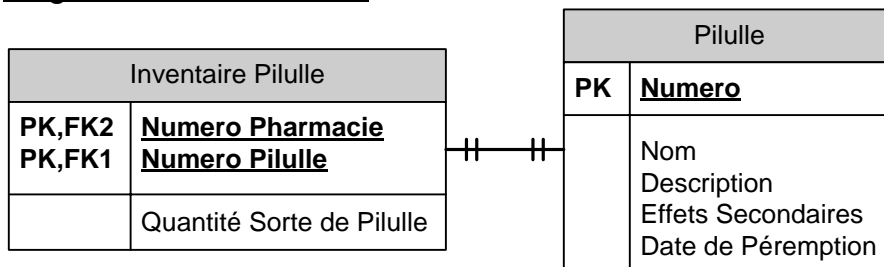 Pilulle
Inventaire Pilulle
PK Numero
PK,FK2 Numero Pharmacie
PK,FK1 Numero Pilulle
Nom
Description
Effets Secondaires
Date de Péremption
Quantité Sorte de Pilulle